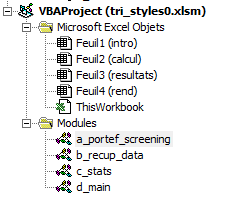 VBAProject (tri_styles0.xlsm)
Microsoft Excel Objets
Feuil1 (intro)
Feuil2 (calcul)
Feuil3 (resultats)
Feuil4 (rend)
ThisWorkbook
Modules
a_portef_screening
b_recup_data
c_stats
d_main